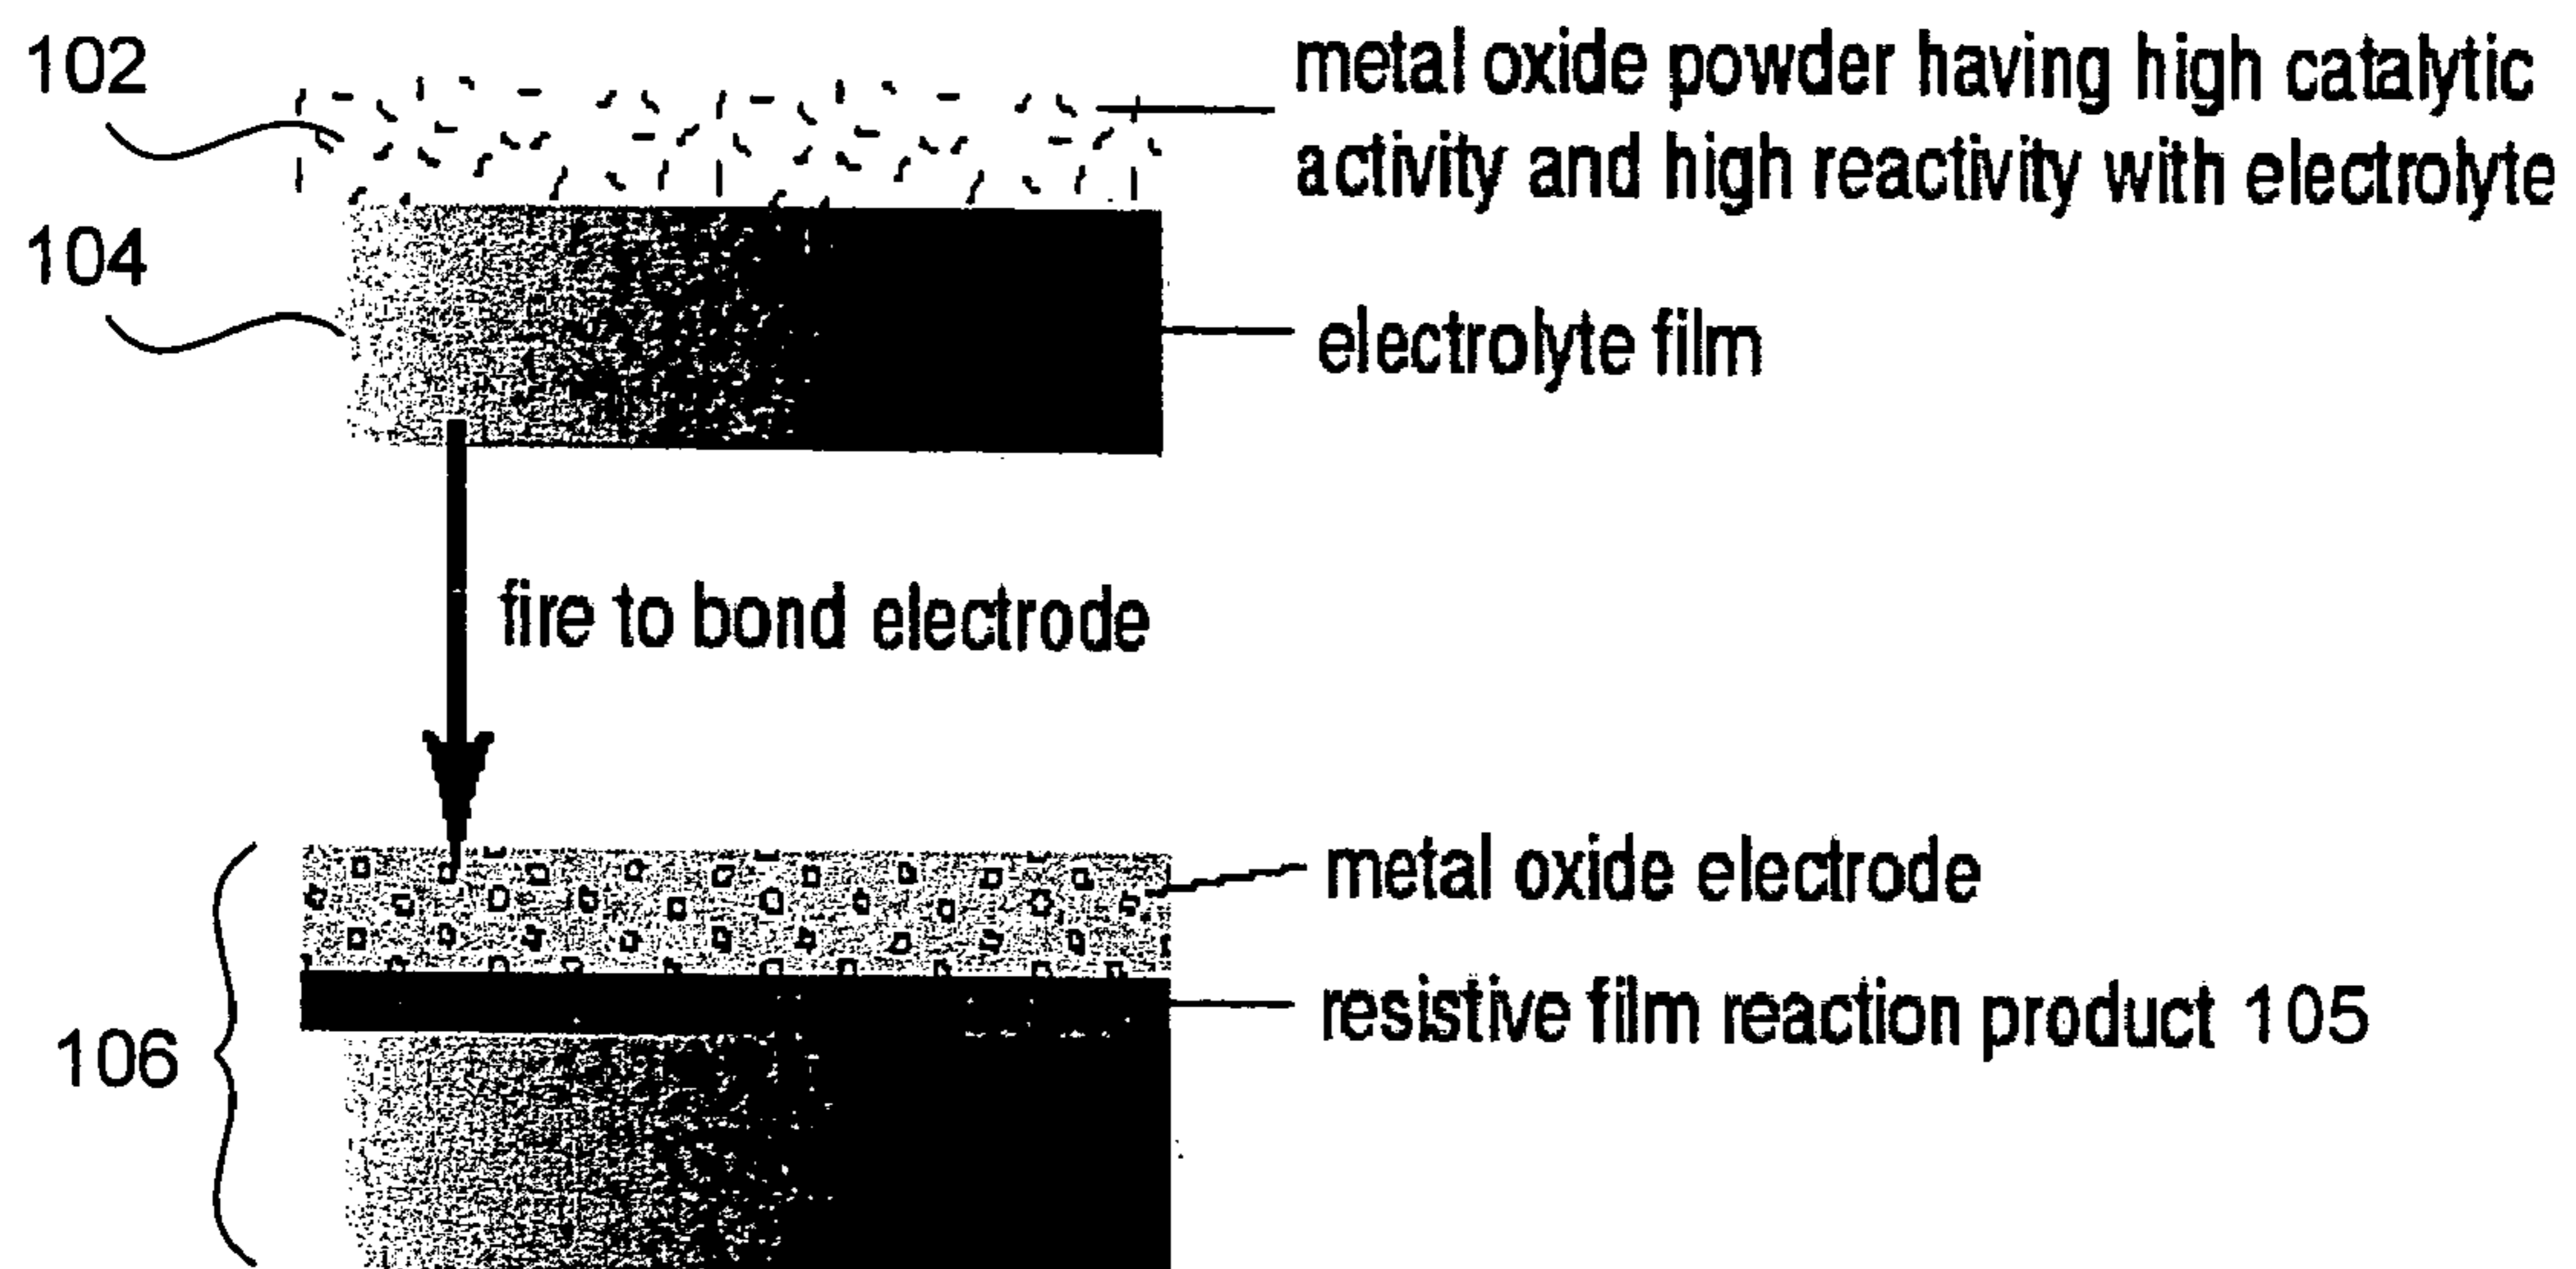 102
metal oxide powder having high catalytic
activity and high reactivity with electrolyte
104
electrolyte film
fire to bond electrode
metal oxide electrode
resistive film reaction product 105
106